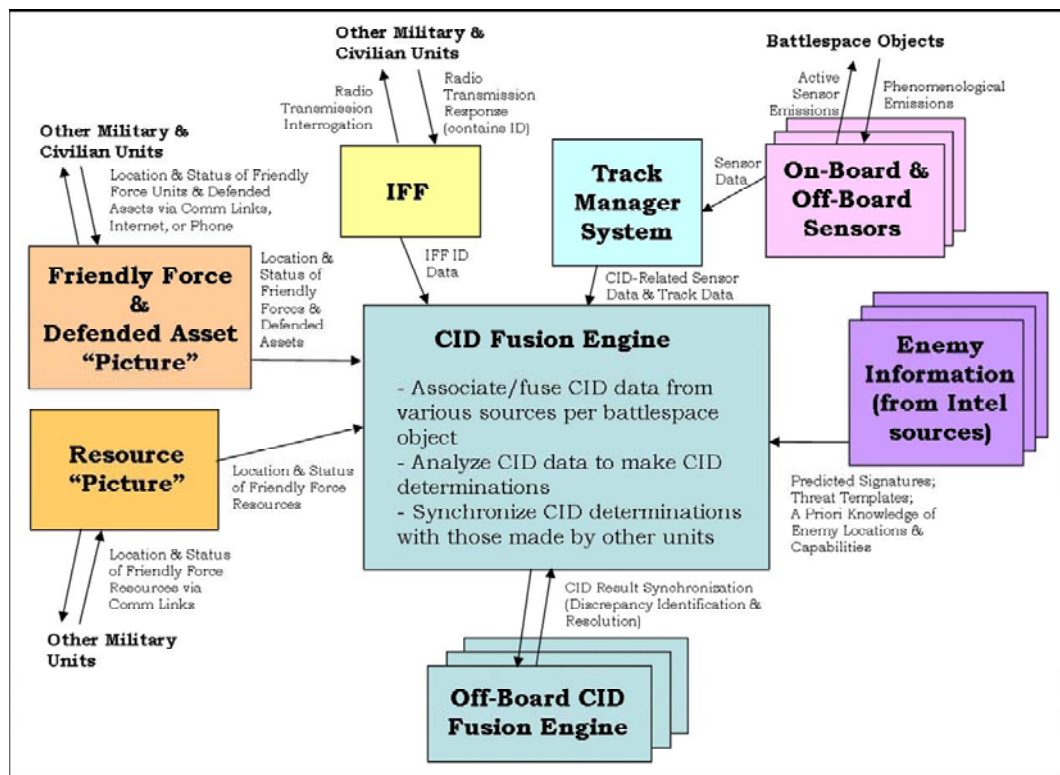 Other Military &
Civilian Units
Radio
Transmission
Interrogation
Radio
Transmission
Response
(contains ID)
Battlespace Objects
Active
Sensor
Emissions
Phenomenological
Emissions
Other Military &
Civilian Units
Location & Status of Friendly
Force Units & Defended
Assets via Comm Links,
Internet, or Phone
IFF
Track
Manager
System
Sensor
Data
On-Board &
Off-Board
Sensors
Friendly Force
&
Defended Asset
“Picture”
Location &
Status of
Friendly
Forces &
Defended
Assets
IFF ID
Data
CID-Related Sensor
Data & Track Data
CID Fusion Engine
- Associate/fuse CID data from
various sources per battlespace
object
- Analyze CID data to make CID
determinations
- Synchronize CID determinations
with those made by other units
Enemy
Information
(from Intel
sources)
Predicted Signatures;
Threat Templates;
A Priori Knowledge of
Enemy Locations &
Capabilities
Resource
“Picture”
Location & Status
of Friendly Force
Resources
Location & Status
of Friendly Force
Resources via
Comm Links
Other Military
Units
CID Result Synchronization
(Discrepancy Identification &
Resolution)
Off-Board CID
Fusion Engine